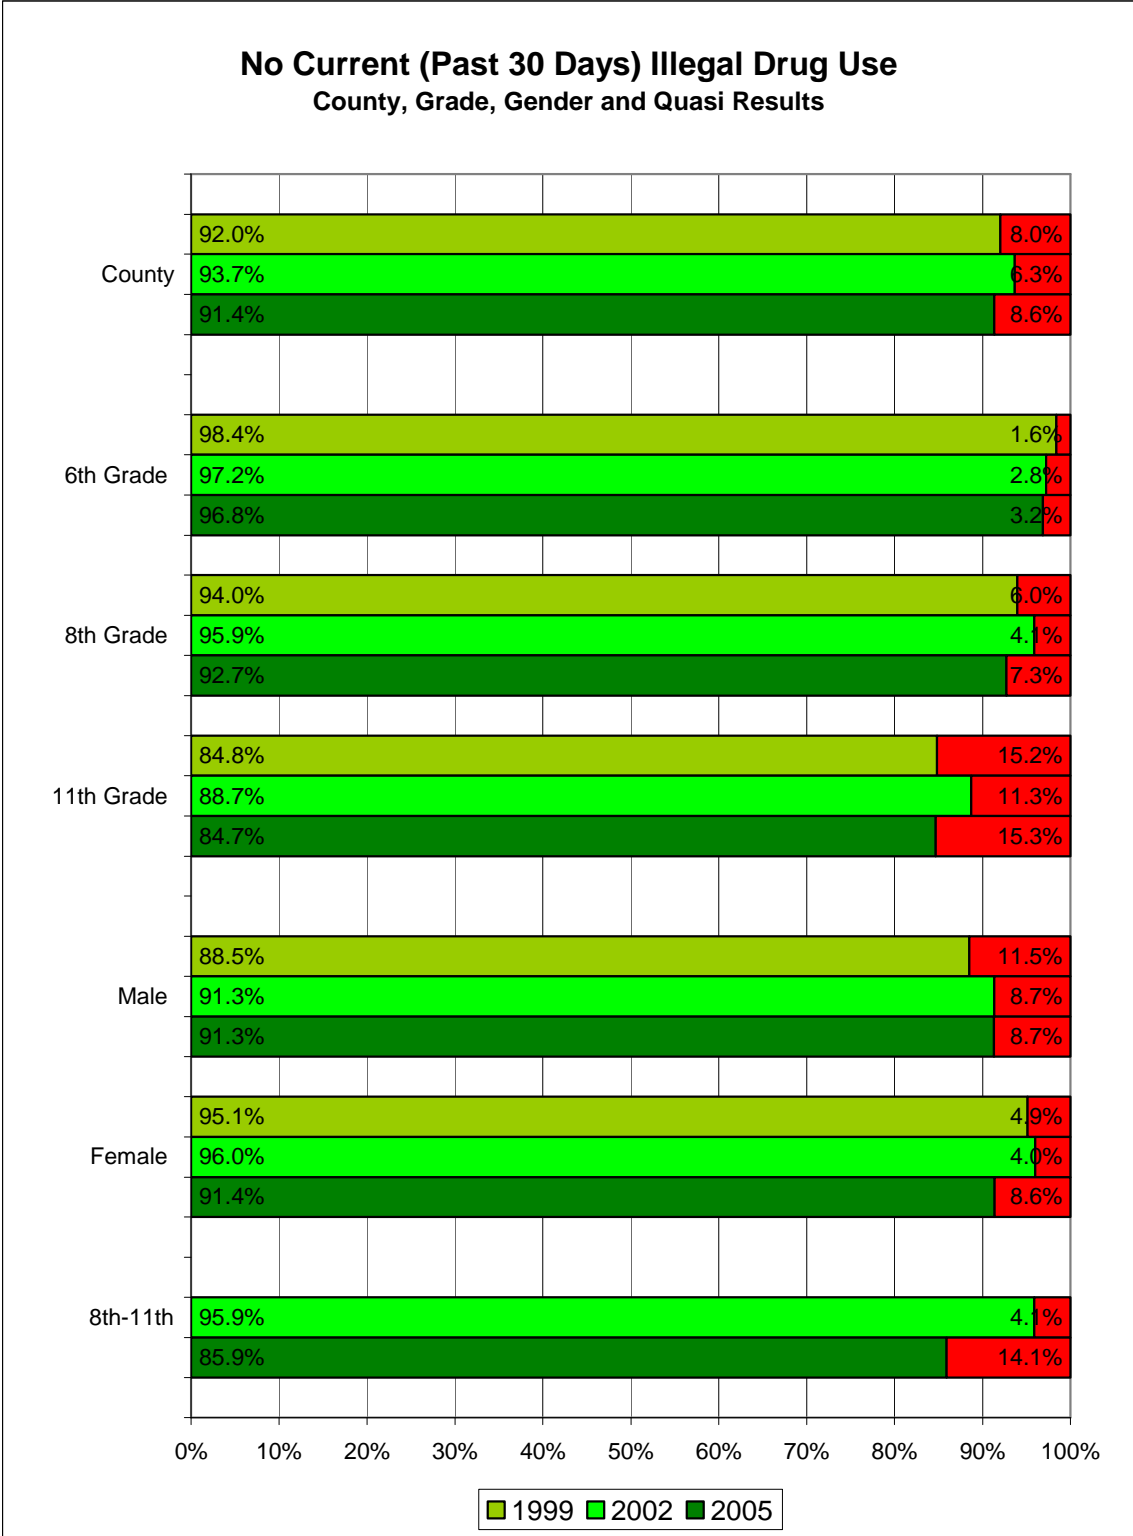 No Current (Past 30 Days) Illegal Drug Use
County, Grade, Gender and Quasi Results
92.0% 8.0%
County 93.7% 6.3%
91.4% 8.6%
98.4% 1.6%
6th Grade 97.2% 2.8%
96.8% 3.2%
94.0% 6.0%
8th Grade 95.9% 4.1%
92.7% 7.3%
84.8% 15.2%
11th Grade 88.7% 11.3%
84.7% 15.3%
88.5% 11.5%
Male 91.3% 8.7%
91.3% 8.7%
95.1% 4.9%
Female 96.0% 4.0%
91.4% 8.6%
8th-11th 95.9% 4.1%
85.9% 14.1%
0% 10% 20% 30% 40% 50% 60% 70% 80% 90% 100%
1999 2002 2005